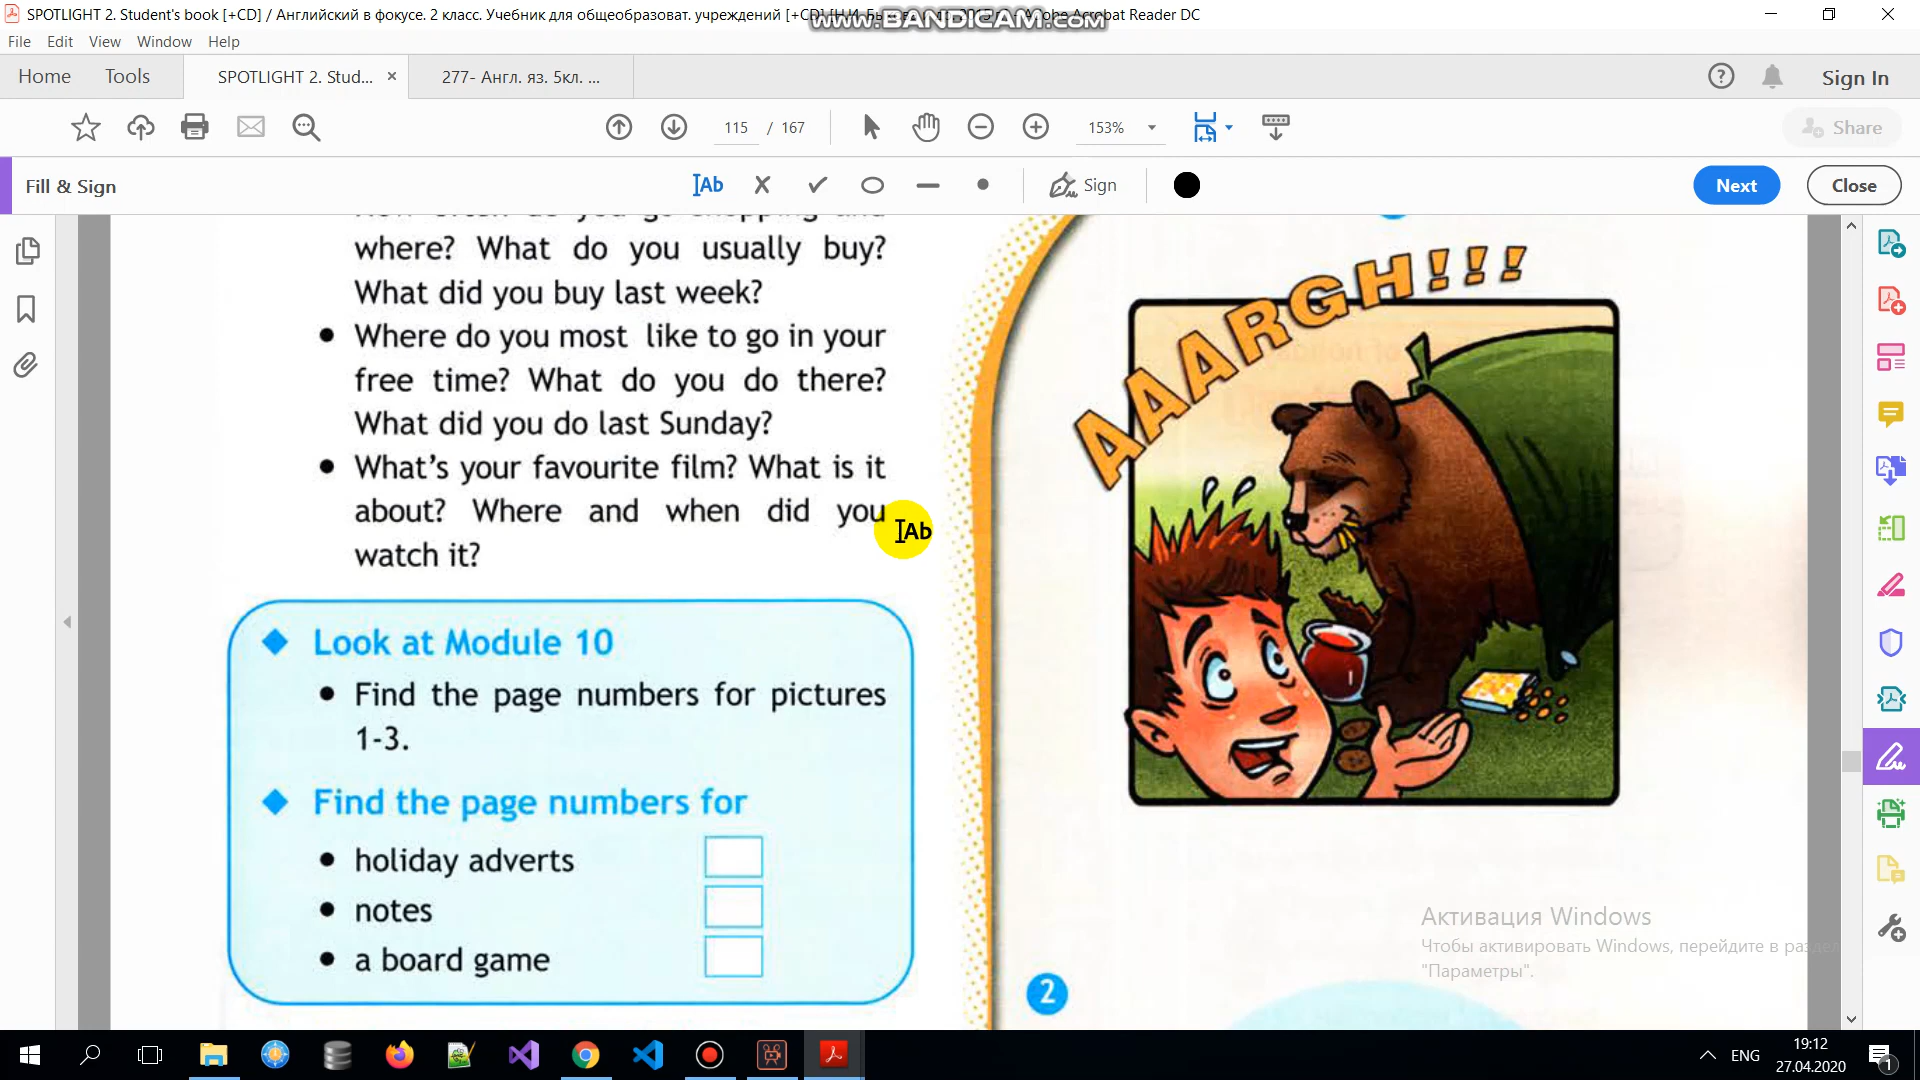 SPOTLIGHT 2. Student's book [+CD] / Английский в фокусе. 2 класс. Учебник для общеобразоват. учреждений [+CD]
Adobe Acrobat Reader DC
www.BANDICAM.com
File Edit View Window Help
Home Tools SPOTLIGHT 2. Stud... × 277- Англ. яз. 5кл. ... Sign In
115 / 167 153% Share
Fill & Sign Ab Sign Next Close
where? What do you usually buy?
What did you buy last week?
• Where do you most like to go in your
free time? What do you do there?
What did you do last Sunday?
• What's your favourite film? What is it
about? Where and when did you
watch it?
Ab
Look at Module 10
• Find the page numbers for pictures
1-3.
Find the page numbers for
• holiday adverts
• notes
• a board game
AAARGH!!!
2
Активация Windows
Чтобы активировать Windows, перейдите в раздел
"Параметры".
ENG
19:12
27.04.2020
1